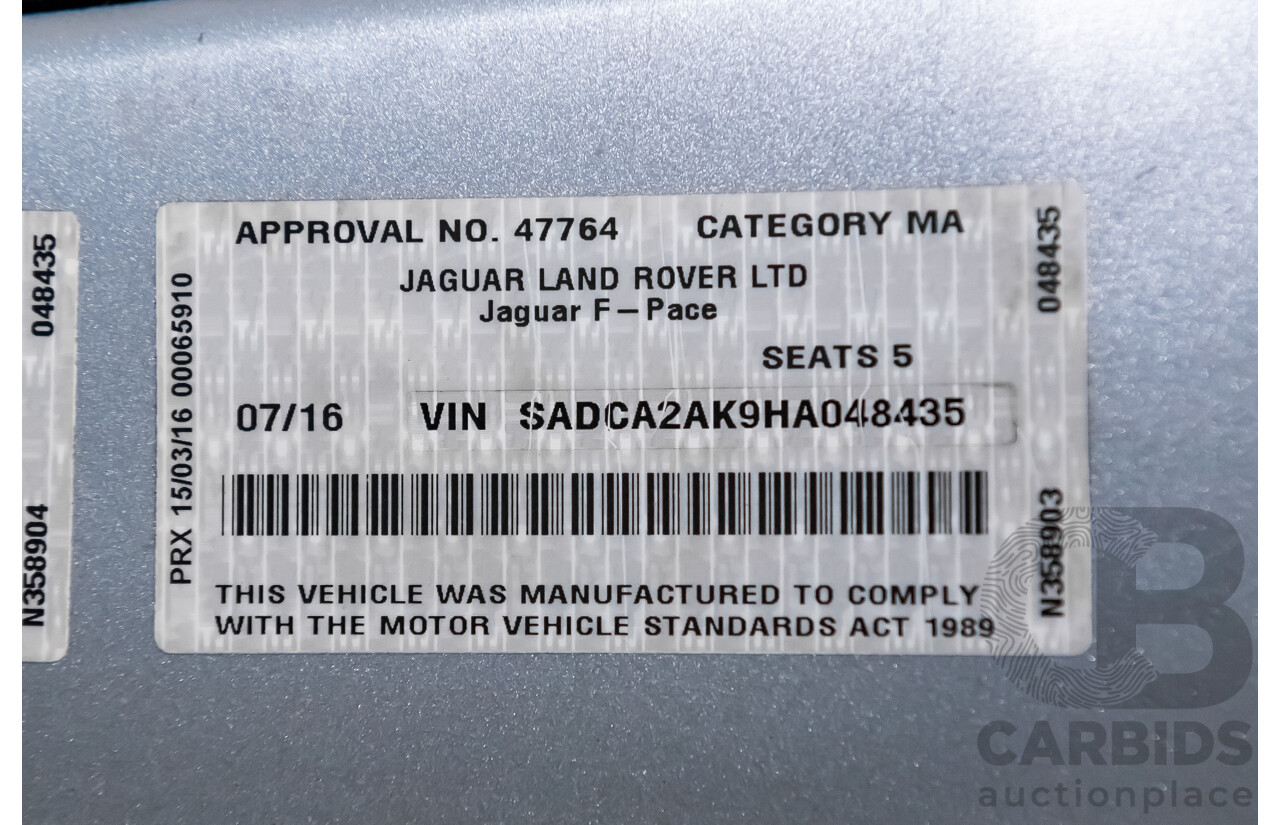 048435
N358904
PRX 15/03/16 00065910
APPROVAL NO. 47764 CATEGORY MA
JAGUAR LAND ROVER LTD
Jaguar F-Pace
SEATS 5
07/16 VIN SADCA2AK9HA048435
THIS VEHICLE WAS MANUFACTURED TO COMPLY
WITH THE MOTOR VEHICLE STANDARDS ACT 1989
048435
N358903
CB
CARBIDS
auctionplace